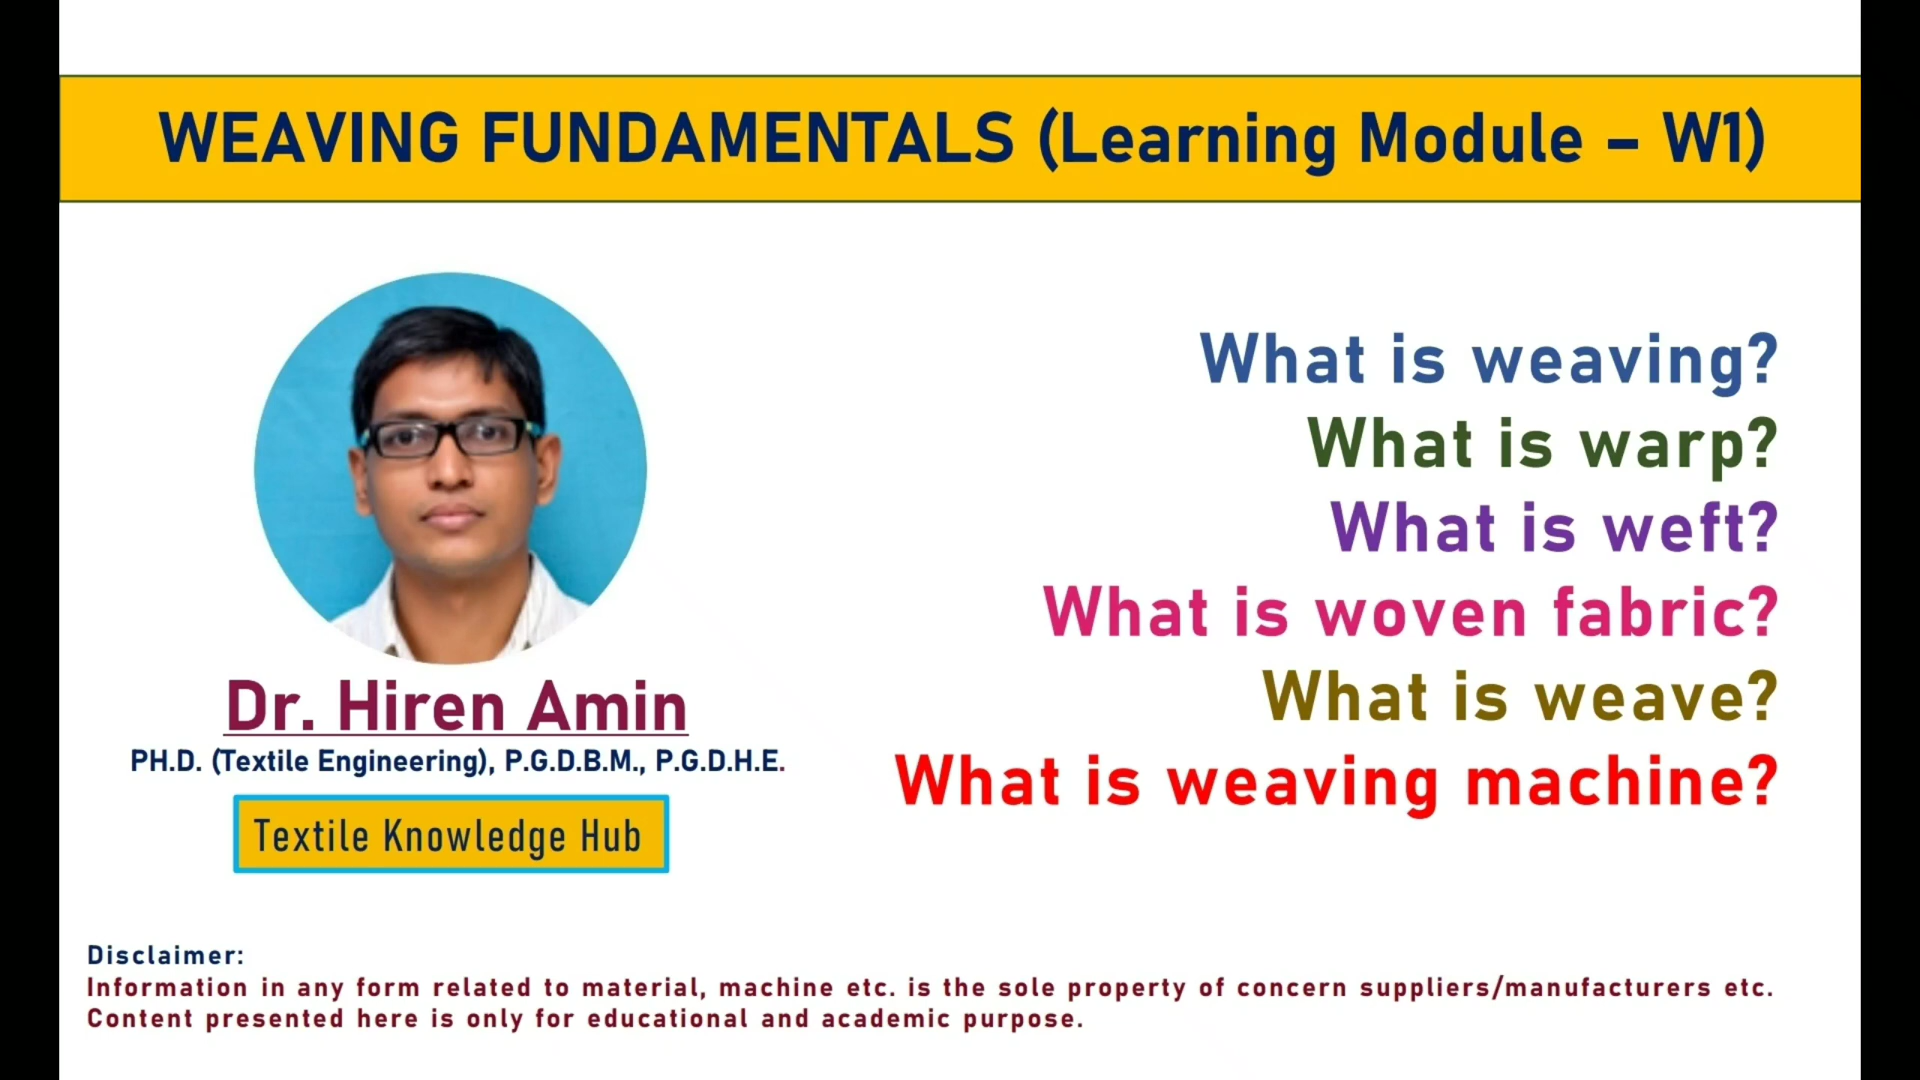 WEAVING FUNDAMENTALS (Learning Module – W1)
What is weaving?
What is warp?
What is weft?
What is woven fabric?
What is weave?
What is weaving machine?
Dr. Hiren Amin
PH.D. (Textile Engineering), P.G.D.B.M., P.G.D.H.E.
Textile Knowledge Hub
Disclaimer:
Information in any form related to material, machine etc. is the sole property of concern suppliers/manufacturers etc.
Content presented here is only for educational and academic purpose.